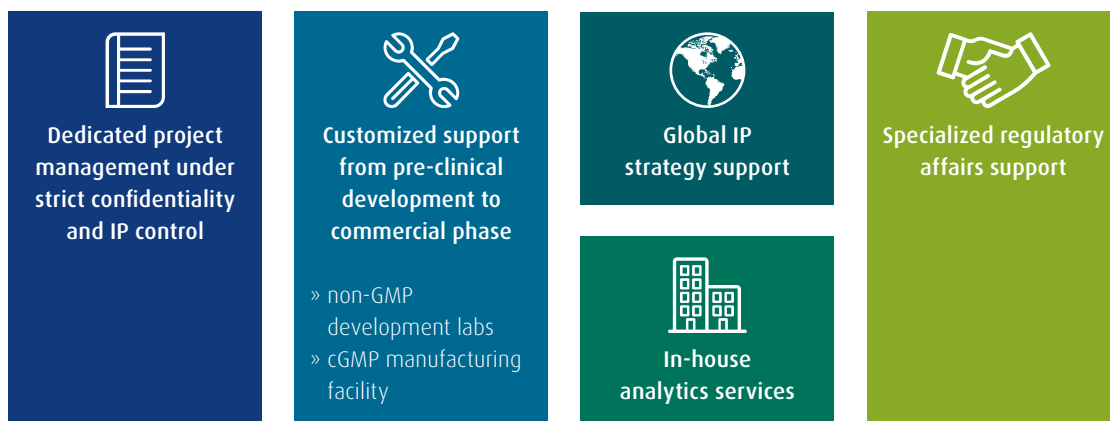 Dedicated project
management under
strict confidentiality
and IP control
Customized support
from pre-clinical
development to
commercial phase
» non-GMP
development labs
» cGMP manufacturing
facility
Global IP
strategy support
In-house
analytics services
Specialized regulatory
affairs support